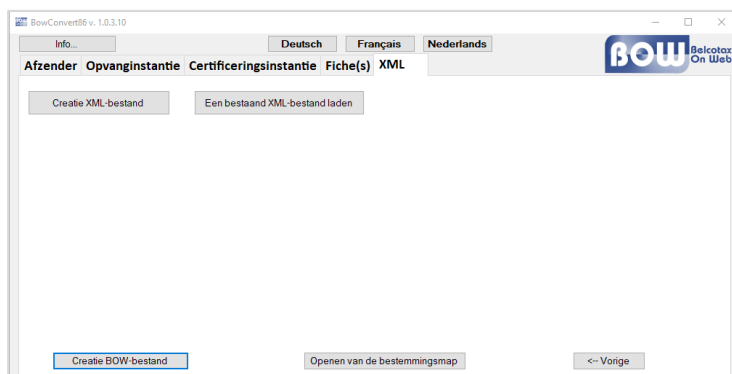 BowConvert86 v. 1.0.3.10
Info... Deutsch Français Nederlands
BOW Belcotax On Web
Afzender Opvanginstantie Certificeringsinstantie Fiche(s) XML
Creatie XML-bestand Een bestaand XML-bestand laden
Creatie BOW-bestand Openen van de bestemmingsmap <-- Vorige